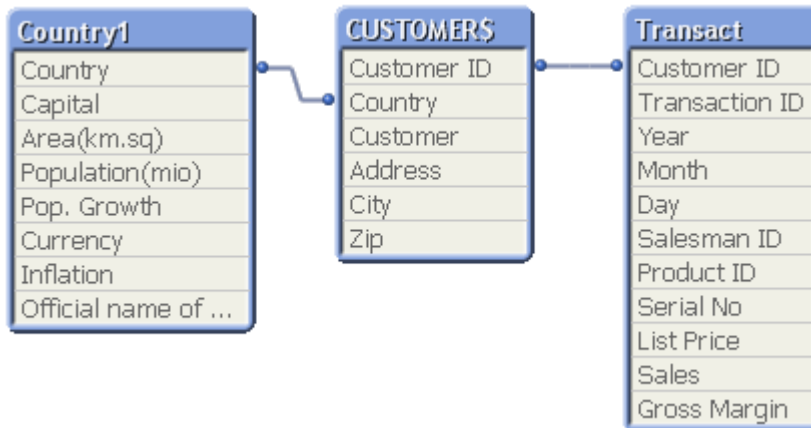 Country1
Country
Capital
Area(km.sq)
Population(mio)
Pop. Growth
Currency
Inflation
Official name of ...
CUSTOMER$
Customer ID
Country
Customer
Address
City
Zip
Transact
Customer ID
Transaction ID
Year
Month
Day
Salesman ID
Product ID
Serial No
List Price
Sales
Gross Margin